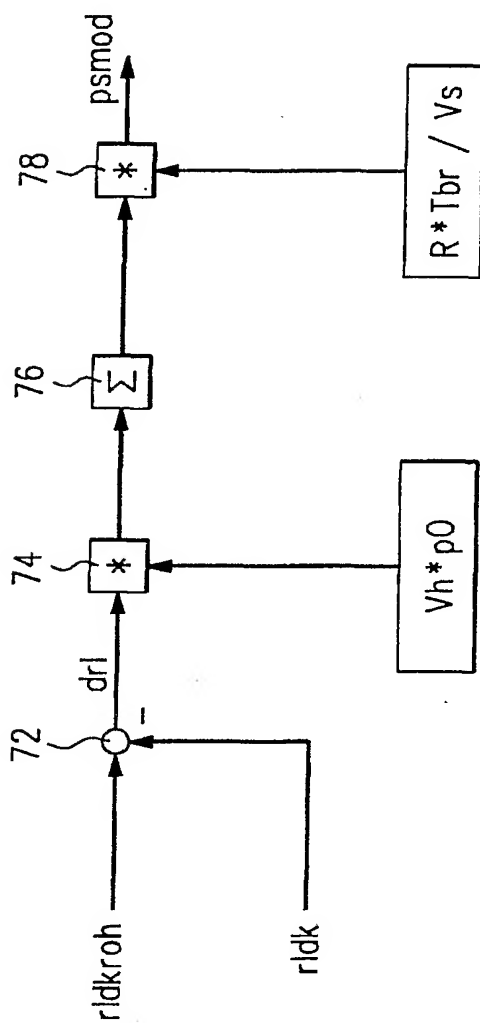 rldkroh
rldk
72
−
drl
74
*
Vh*p0
76
Σ
78
*
R*Tbr / Vs
psmod